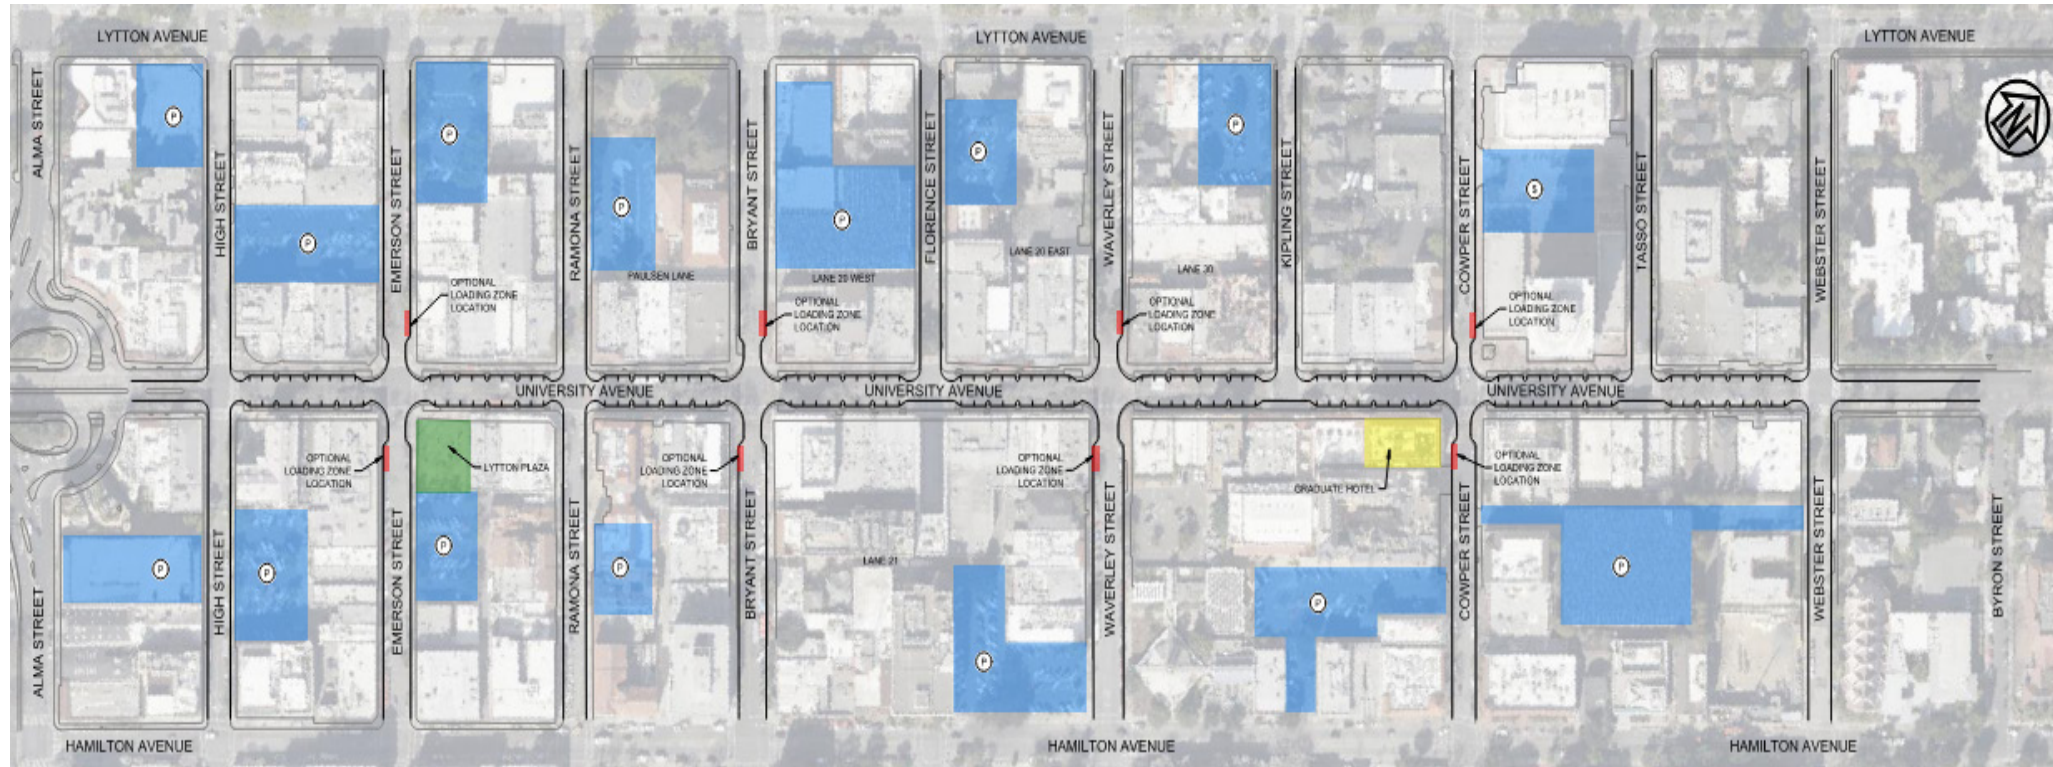 LYTTON AVENUE
LYTTON AVENUE
LYTTON AVENUE
ALMA STREET
HIGH STREET
EMERSON STREET
RAMONA STREET
BRYANT STREET
FLORENCE STREET
WAVERLEY STREET
KIPLING STREET
COWPER STREET
TASSO STREET
WEBSTER STREET
N
P
P
P
P
P
P
P
S
PAULSEN LANE
LANE 20 WEST
LANE 20 EAST
LANE 30
OPTIONAL
LOADING ZONE
LOCATION
OPTIONAL
LOADING ZONE
LOCATION
OPTIONAL
LOADING ZONE
LOCATION
OPTIONAL
LOADING ZONE
LOCATION
UNIVERSITY AVENUE
UNIVERSITY AVENUE
UNIVERSITY AVENUE
OPTIONAL
LOADING ZONE
LOCATION
LYTTON PLAZA
OPTIONAL
LOADING ZONE
LOCATION
OPTIONAL
LOADING ZONE
LOCATION
GRADUATE HOTEL
OPTIONAL
LOADING ZONE
LOCATION
LANE 21
P
P
P
P
P
P
P
ALMA STREET
HIGH STREET
EMERSON STREET
RAMONA STREET
BRYANT STREET
WAVERLEY STREET
COWPER STREET
WEBSTER STREET
BYRON STREET
HAMILTON AVENUE
HAMILTON AVENUE
HAMILTON AVENUE